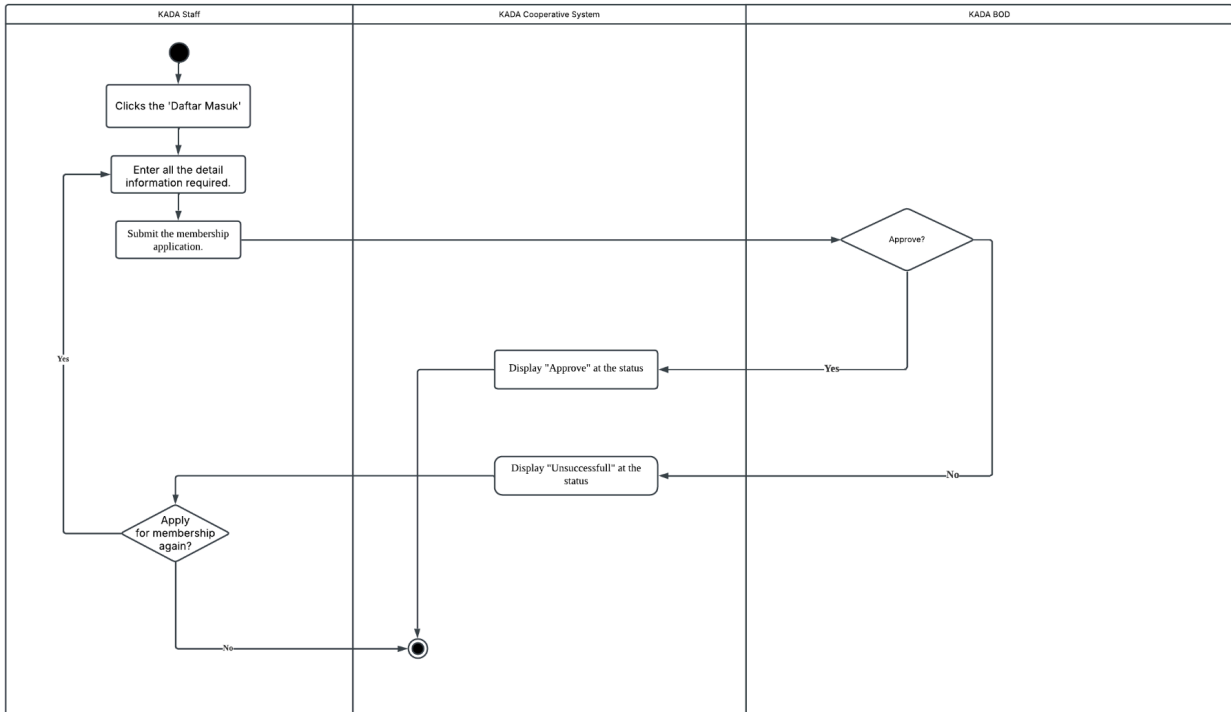 KADA Staff
KADA Cooperative System
KADA BOD
Clicks the 'Daftar Masuk'
Enter all the detail
information required.
Submit the membership
application.
Approve?
Yes
Display "Approve" at the status
Yes
Display "Unsuccessfull" at the
status
No
Apply
for membership
again?
No